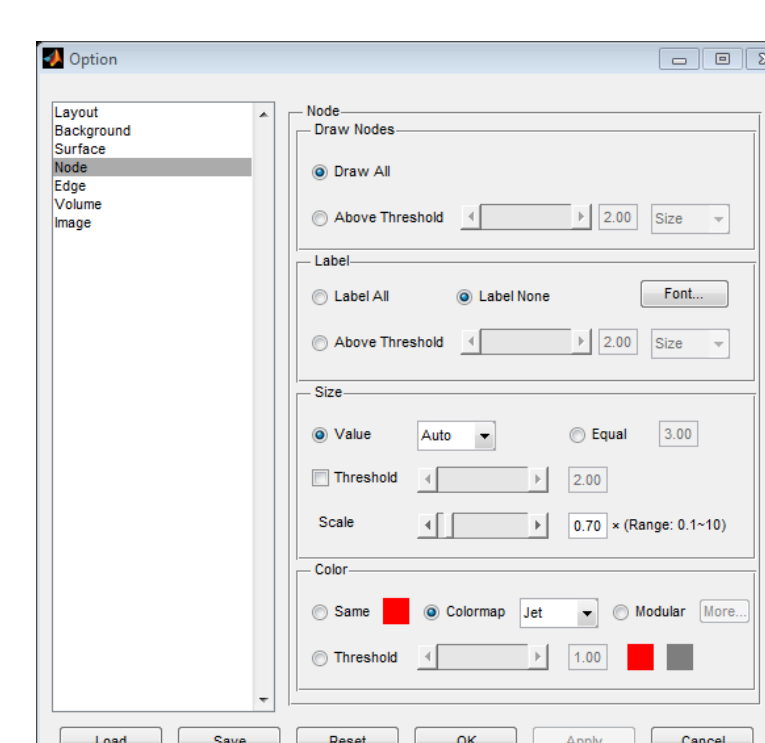 Option
Layout
Background
Surface
Node
Edge
Volume
Image
Node
Draw Nodes
Draw All
Above Threshold 2.00 Size
Label
Label All Label None Font...
Above Threshold 2.00 Size
Size
Value Auto Equal 3.00
Threshold 2.00
Scale 0.70 × (Range: 0.1~10)
Color
Same Colormap Jet Modular More...
Threshold 1.00
Load Save Reset OK Apply Cancel